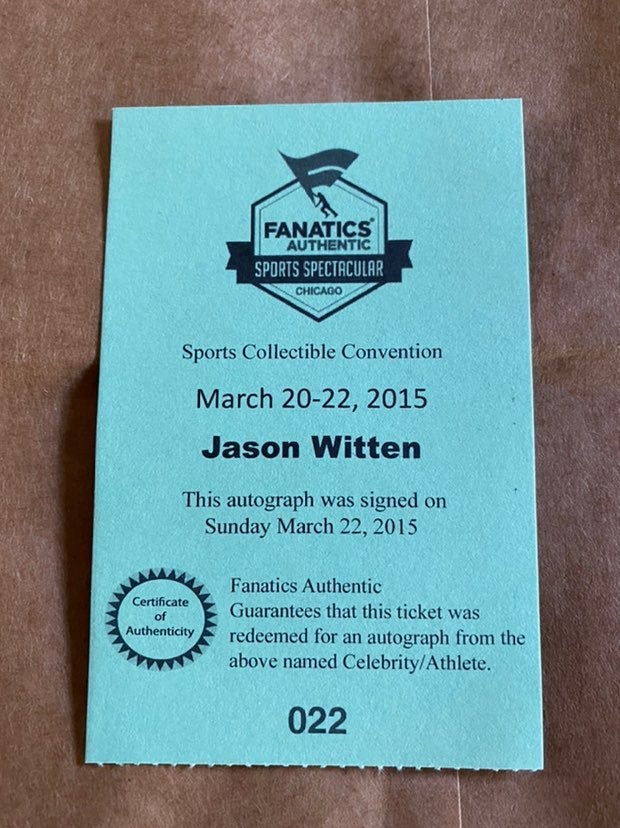 FANATICS®
AUTHENTIC
SPORTS SPECTACULAR
CHICAGO
Sports Collectible Convention
March 20-22, 2015
Jason Witten
This autograph was signed on
Sunday March 22, 2015
Certificate
of
Authenticity
Fanatics Authentic
Guarantees that this ticket was
redeemed for an autograph from the
above named Celebrity/Athlete.
022